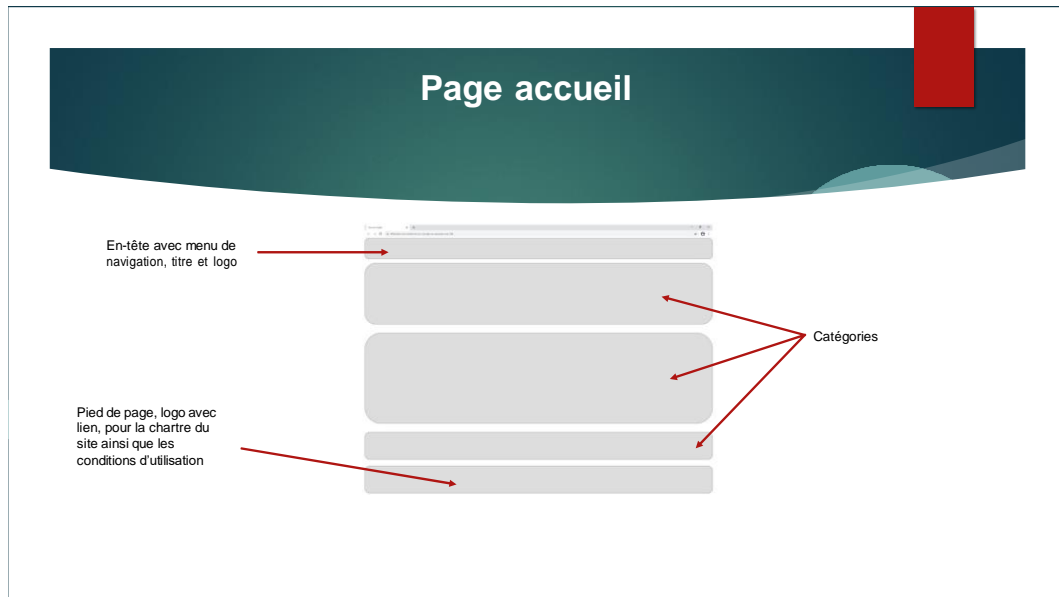 Page accueil
En-tête avec menu de
navigation, titre et logo
Catégories
Pied de page, logo avec
lien, pour la chartre du
site ainsi que les
conditions d'utilisation